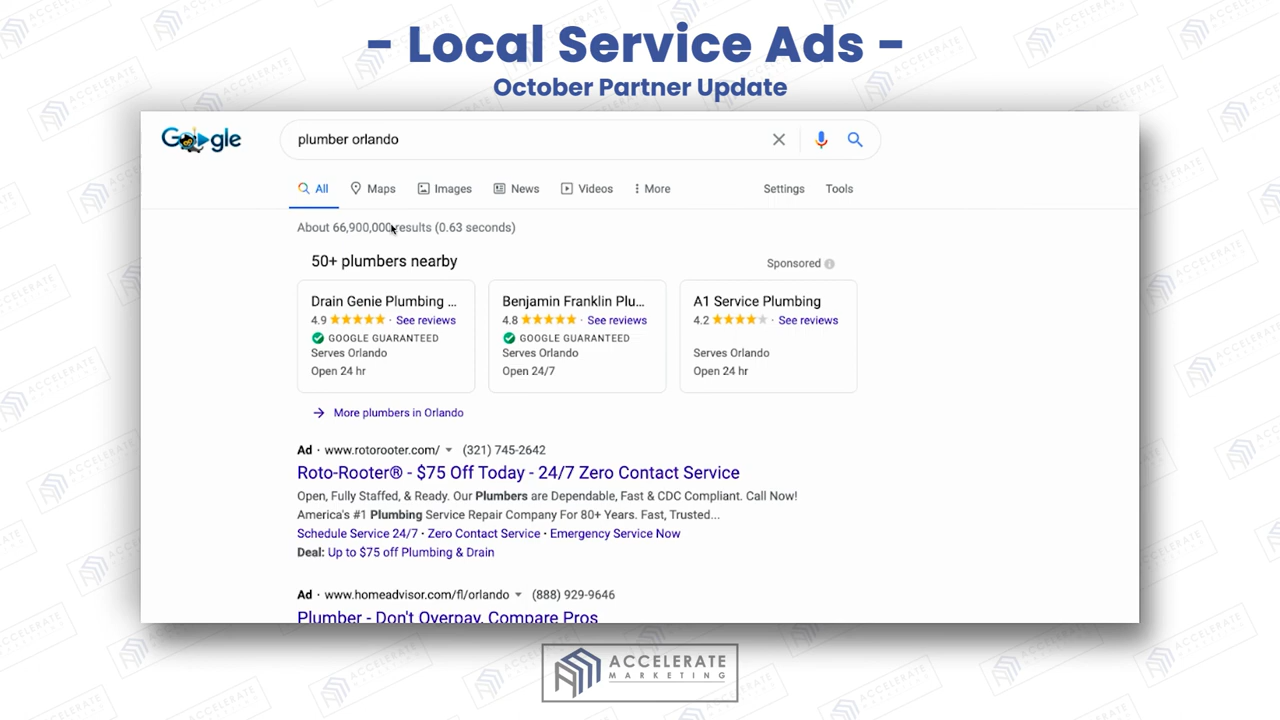 - Local Service Ads -
October Partner Update
Google
plumber orlando
All Maps Images News Videos More Settings Tools
About 66,900,000 results (0.63 seconds)
50+ plumbers nearby
Sponsored
Drain Genie Plumbing ...
4.9 · See reviews
GOOGLE GUARANTEED
Serves Orlando
Open 24 hr
Benjamin Franklin Plu...
4.8 · See reviews
GOOGLE GUARANTEED
Serves Orlando
Open 24/7
A1 Service Plumbing
4.2 · See reviews
Serves Orlando
Open 24 hr
More plumbers in Orlando
Ad · www.rotorooter.com/ (321) 745-2642
Roto-Rooter® - $75 Off Today - 24/7 Zero Contact Service
Open, Fully Staffed, & Ready. Our Plumbers are Dependable, Fast & CDC Compliant. Call Now!
America's #1 Plumbing Service Repair Company For 80+ Years. Fast, Trusted...
Schedule Service 24/7 · Zero Contact Service · Emergency Service Now
Deal: Up to $75 off Plumbing & Drain
Ad · www.homeadvisor.com/fl/orlando (888) 929-9646
Plumber - Don't Overpay, Compare Pros
ACCELERATE
MARKETING